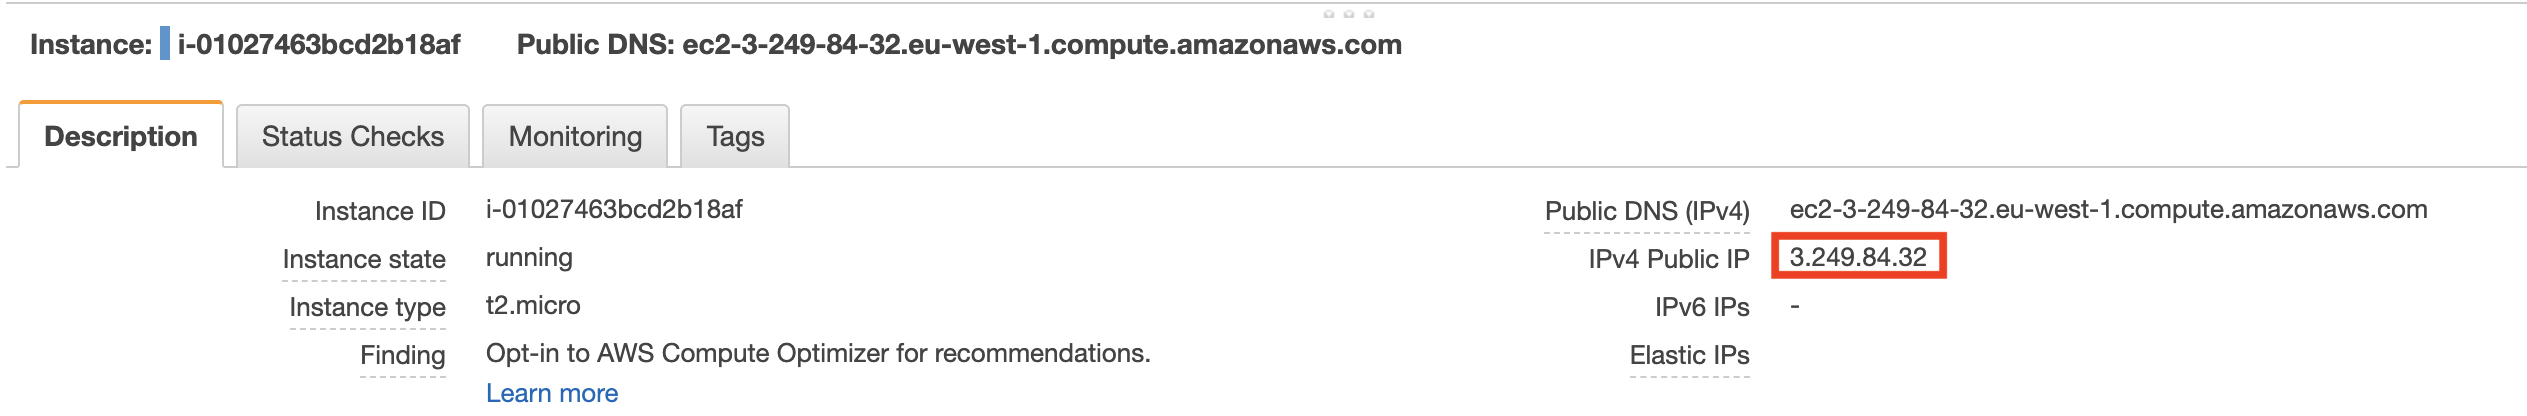 Instance: i-01027463bcd2b18af Public DNS: ec2-3-249-84-32.eu-west-1.compute.amazonaws.com
Description Status Checks Monitoring Tags
Instance ID i-01027463bcd2b18af Public DNS (IPv4) ec2-3-249-84-32.eu-west-1.compute.amazonaws.com
Instance state running IPv4 Public IP 3.249.84.32
Instance type t2.micro IPv6 IPs -
Finding Opt-in to AWS Compute Optimizer for recommendations. Elastic IPs
Learn more